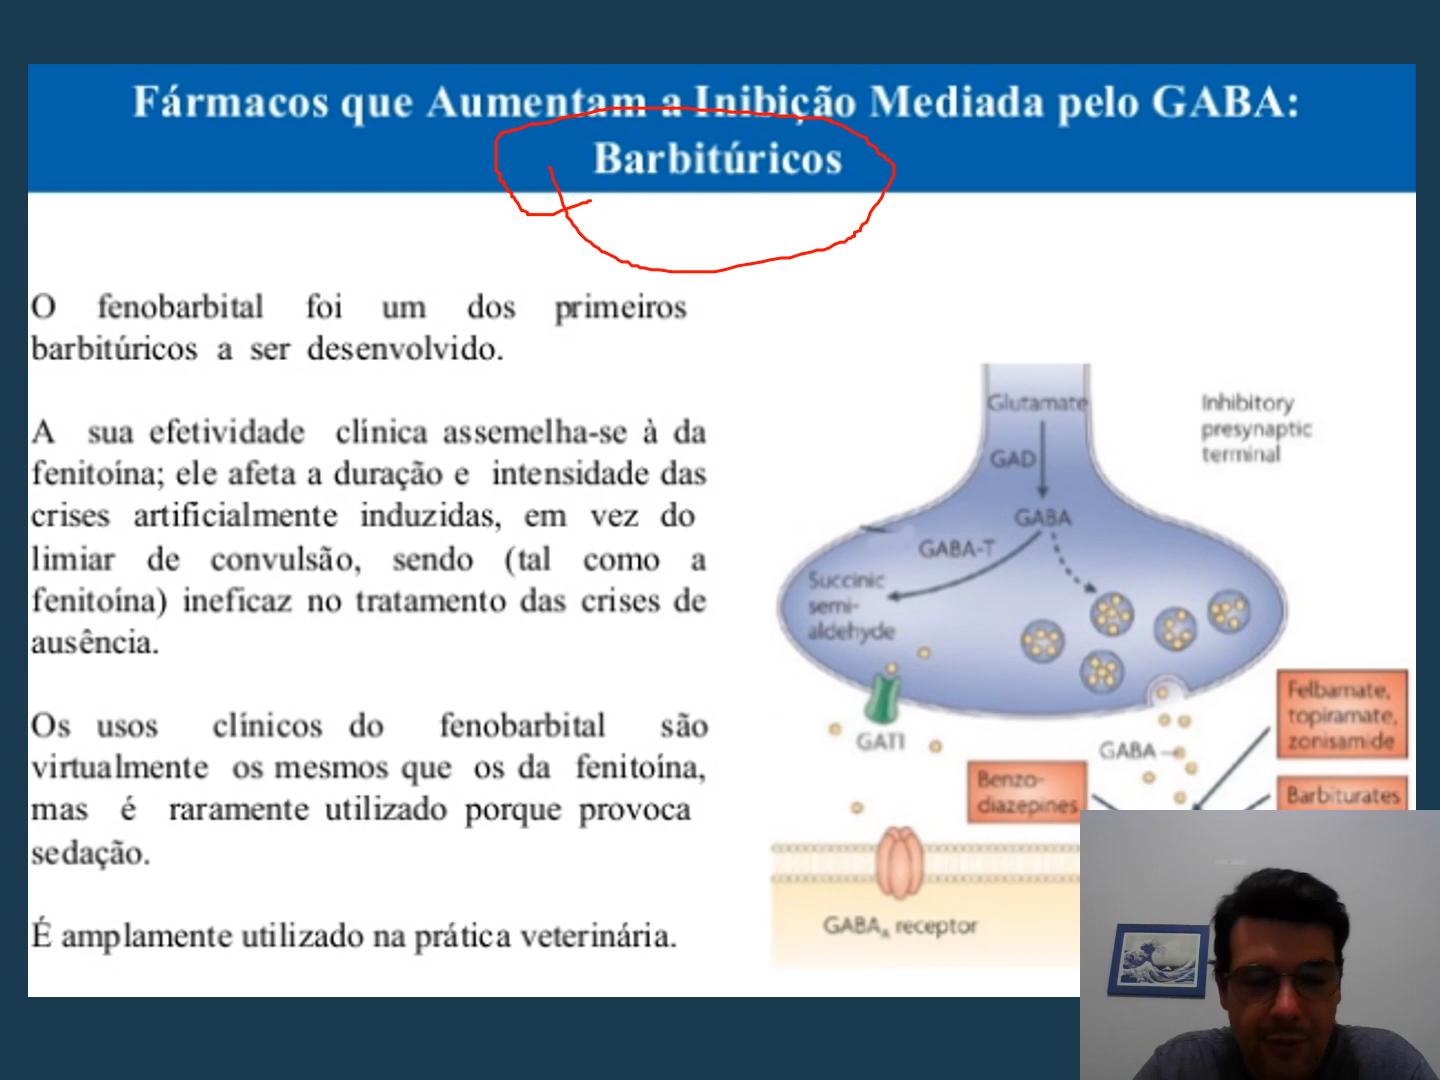 Fármacos que Aumentam a Inibição Mediada pelo GABA:
Barbitúricos
O fenobarbital foi um dos primeiros
barbitúricos a ser desenvolvido.
A sua efetividade clínica assemelha-se à da
fenitoína; ele afeta a duração e intensidade das
crises artificialmente induzidas, em vez do
limiar de convulsão, sendo (tal como a
fenitoína) ineficaz no tratamento das crises de
ausência.
Os usos clínicos do fenobarbital são
virtualmente os mesmos que os da fenitoína,
mas é raramente utilizado porque provoca
sedação.
É amplamente utilizado na prática veterinária.
Glutamate
GAD
GABA
GABA-T
Succinic
semi-
aldehyde
Inhibitory
presynaptic
terminal
GAT1
GABA
Felbamate,
topiramate,
zonisamide
Benzo-
diazepines
Barbiturates
GABAA receptor